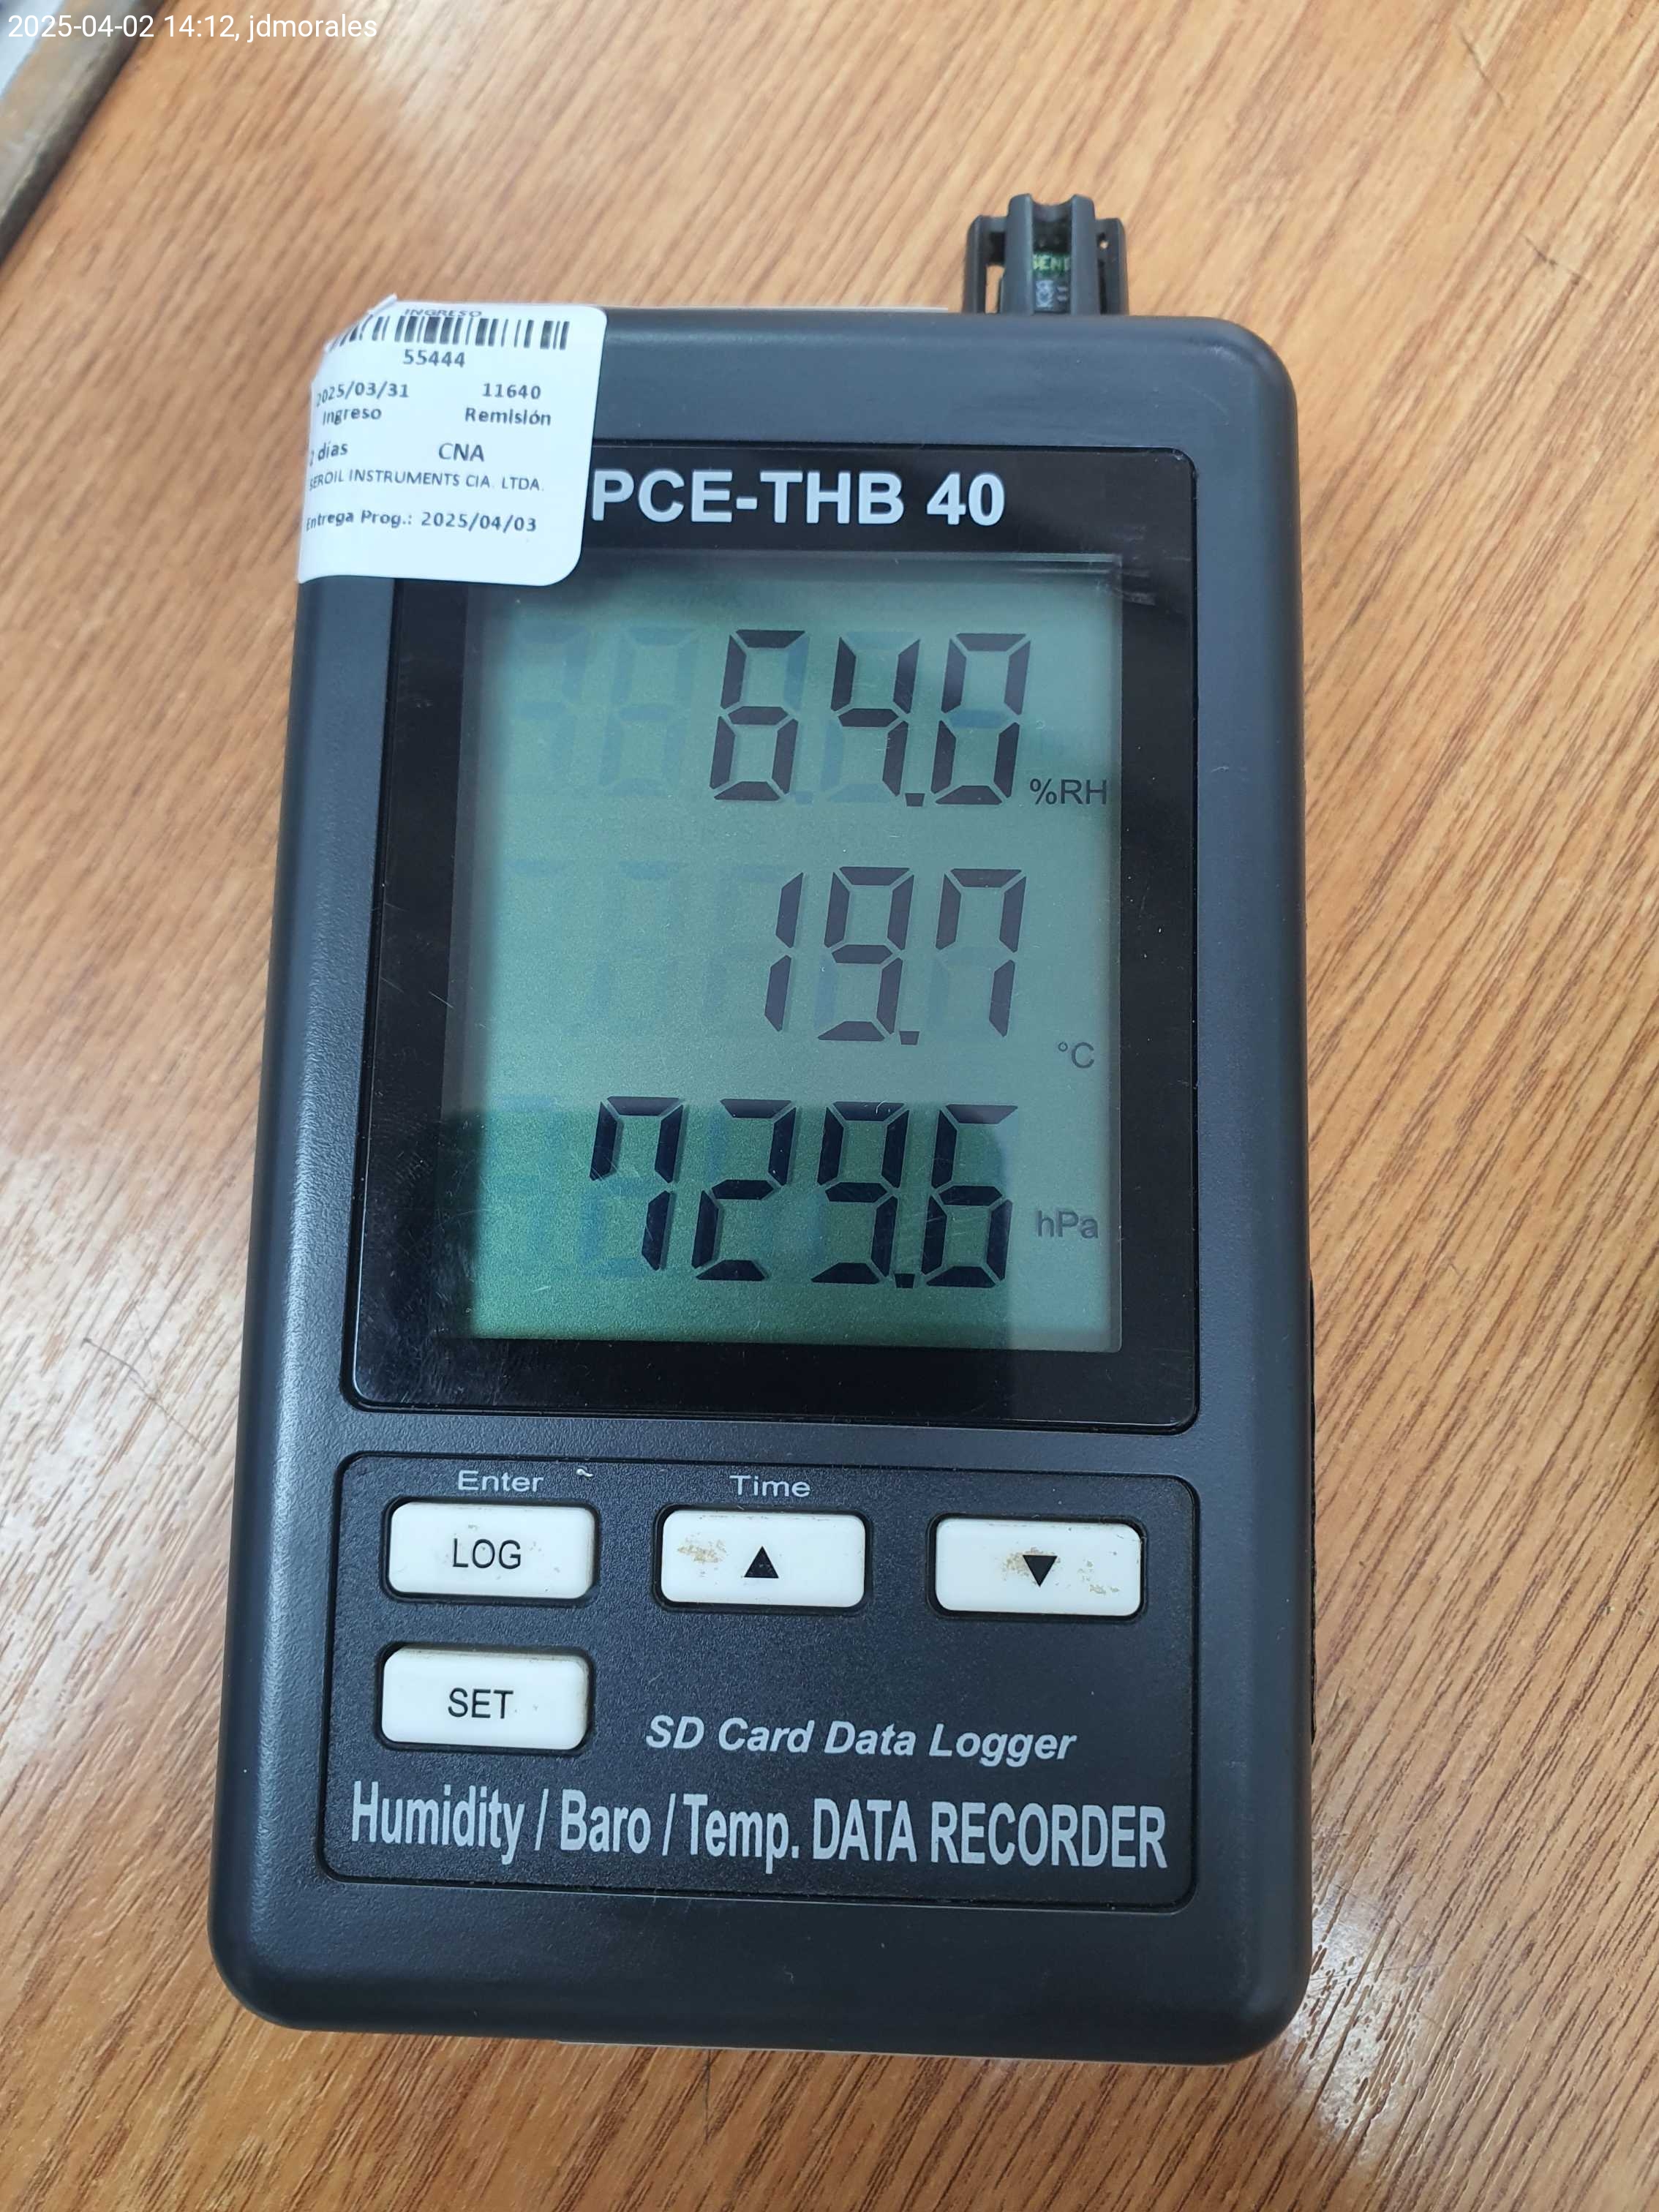 2025-04-02 14:12, jdmorales
INGRESO
55444
2025/03/31 11640
Ingreso Remisión
días CNA
SEROIL INSTRUMENTS CIA. LTDA.
Entrega Prog.: 2025/04/03
PCE-THB 40
64.0 %RH
19.7 °C
729.6 hPa
Enter ~ Time
LOG ▲ ▼
SET
SD Card Data Logger
Humidity / Baro / Temp. DATA RECORDER